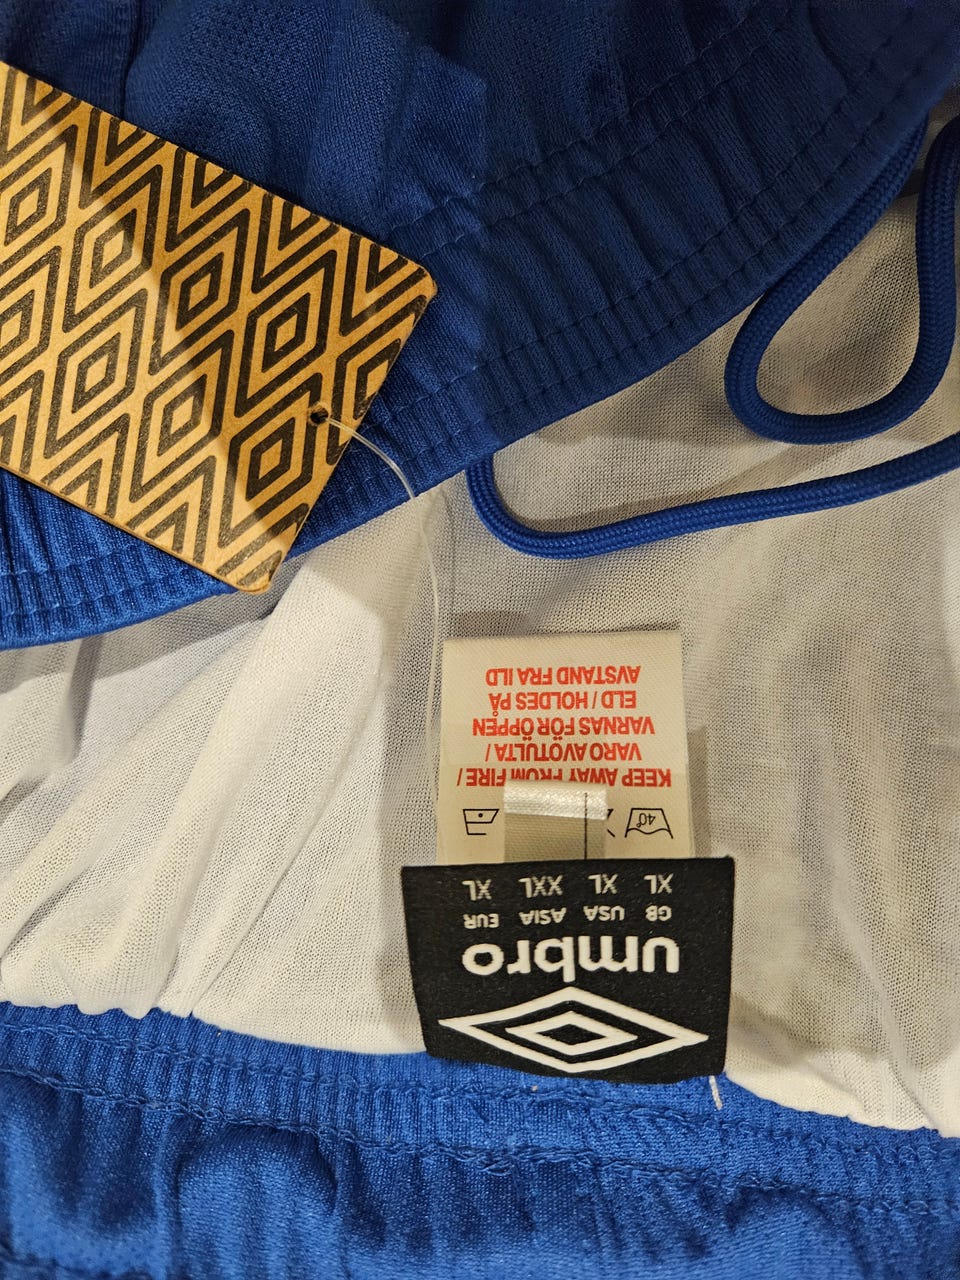 umbro
GB USA ASIA EUR
XL XL XXL XL
40°
KEEP AWAY FROM FIRE /
VARO AVOTULTA /
VARNAS FÖR ÖPPEN
ELD / HOLDES PÅ
AVSTAND FRA ILD